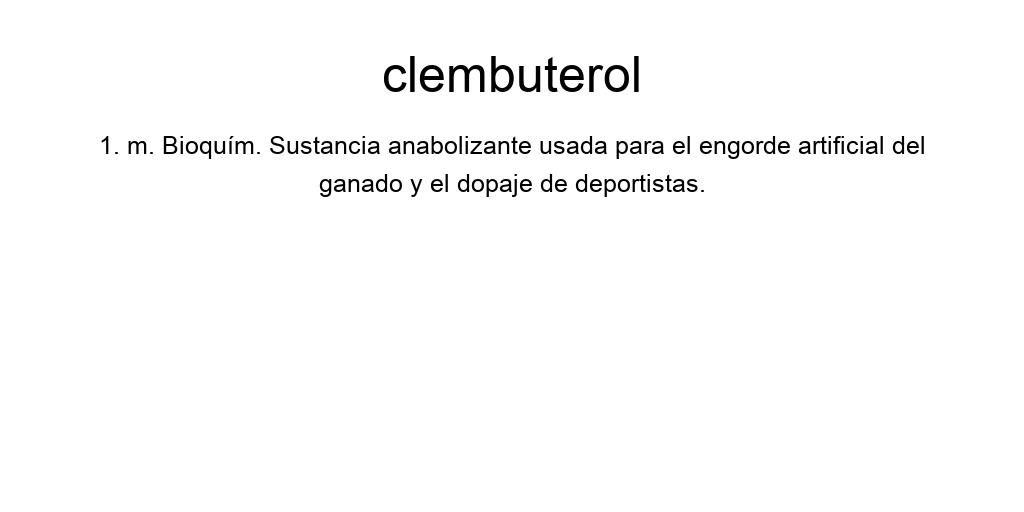 clembuterol
1. m. Bioquím. Sustancia anabolizante usada para el engorde artificial del
ganado y el dopaje de deportistas.